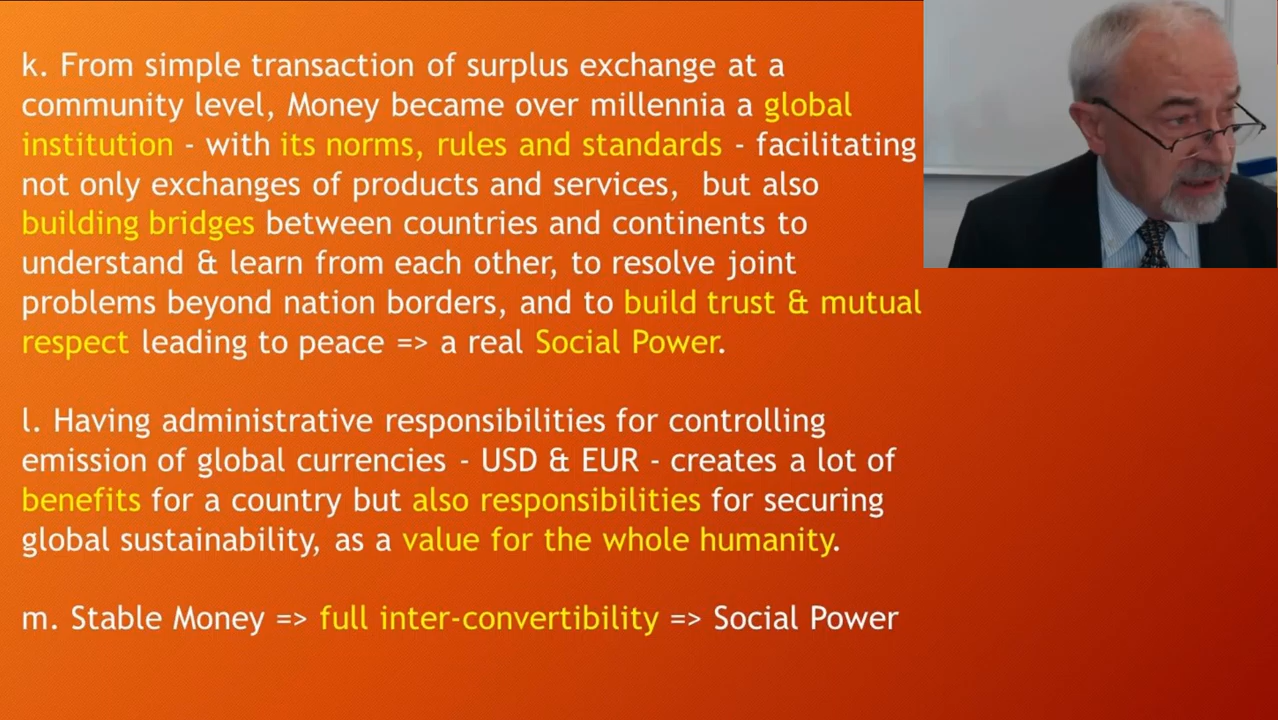 k. From simple transaction of surplus exchange at a
community level, Money became over millennia a global
institution - with its norms, rules and standards - facilitating
not only exchanges of products and services, but also
building bridges between countries and continents to
understand & learn from each other, to resolve joint
problems beyond nation borders, and to build trust & mutual
respect leading to peace => a real Social Power.
l. Having administrative responsibilities for controlling
emission of global currencies - USD & EUR - creates a lot of
benefits for a country but also responsibilities for securing
global sustainability, as a value for the whole humanity.
m. Stable Money => full inter-convertibility => Social Power